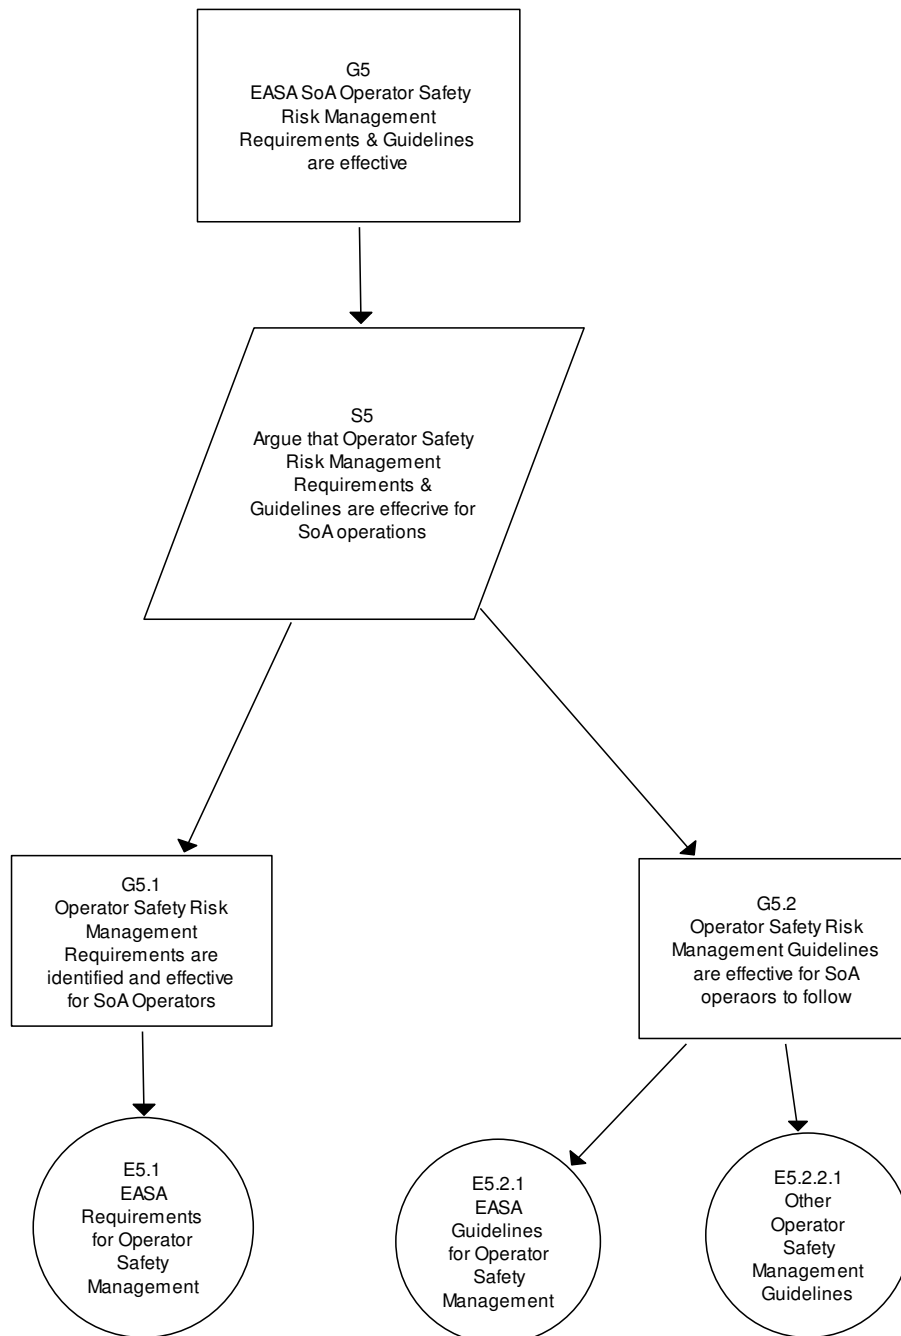 G5
EASA SoA Operator Safety
Risk Management
Requirements & Guidelines
are effective
S5
Argue that Operator Safety
Risk Management
Requirements &
Guidelines are effecrive for
SoA operations
G5.1
Operator Safety Risk
Management
Requirements are
identified and effective
for SoA Operators
G5.2
Operator Safety Risk
Management Guidelines
are effective for SoA
operaors to follow
E5.1
EASA
Requirements
for Operator
Safety
Management
E5.2.1
EASA
Guidelines
for Operator
Safety
Management
E5.2.2.1
Other
Operator
Safety
Management
Guidelines